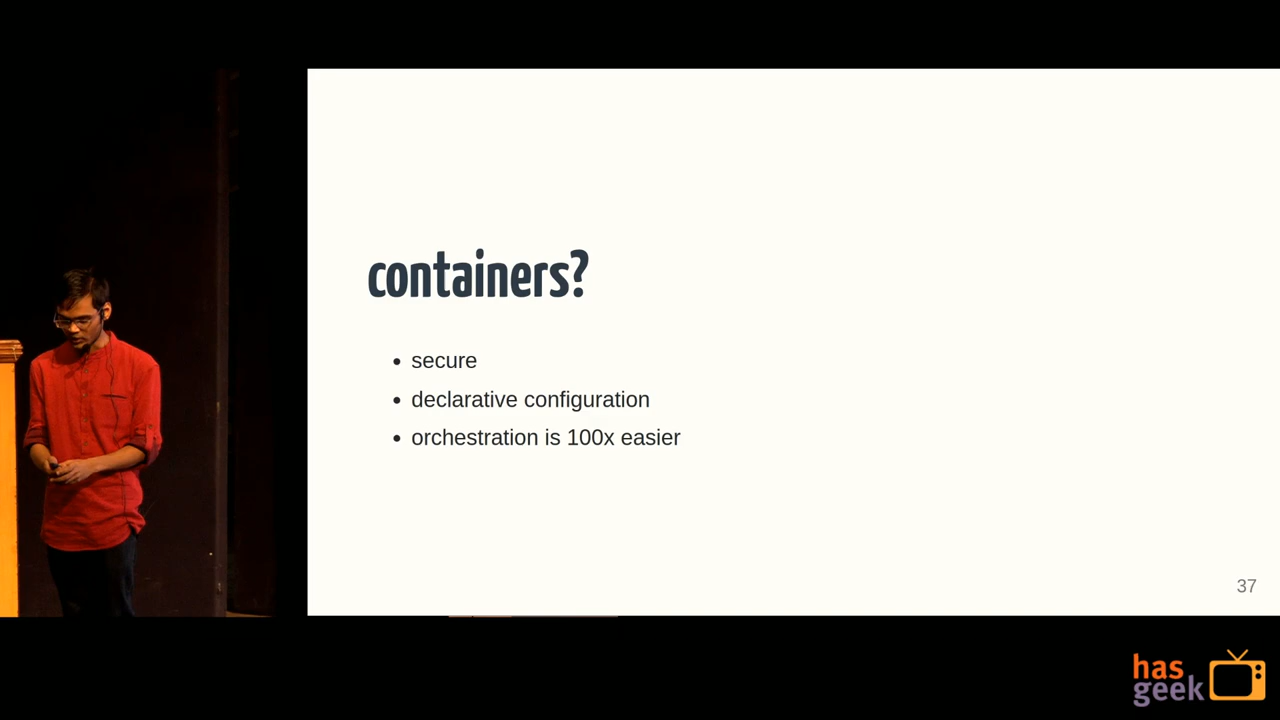 containers?
• secure
• declarative configuration
• orchestration is 100x easier
37
has
geek